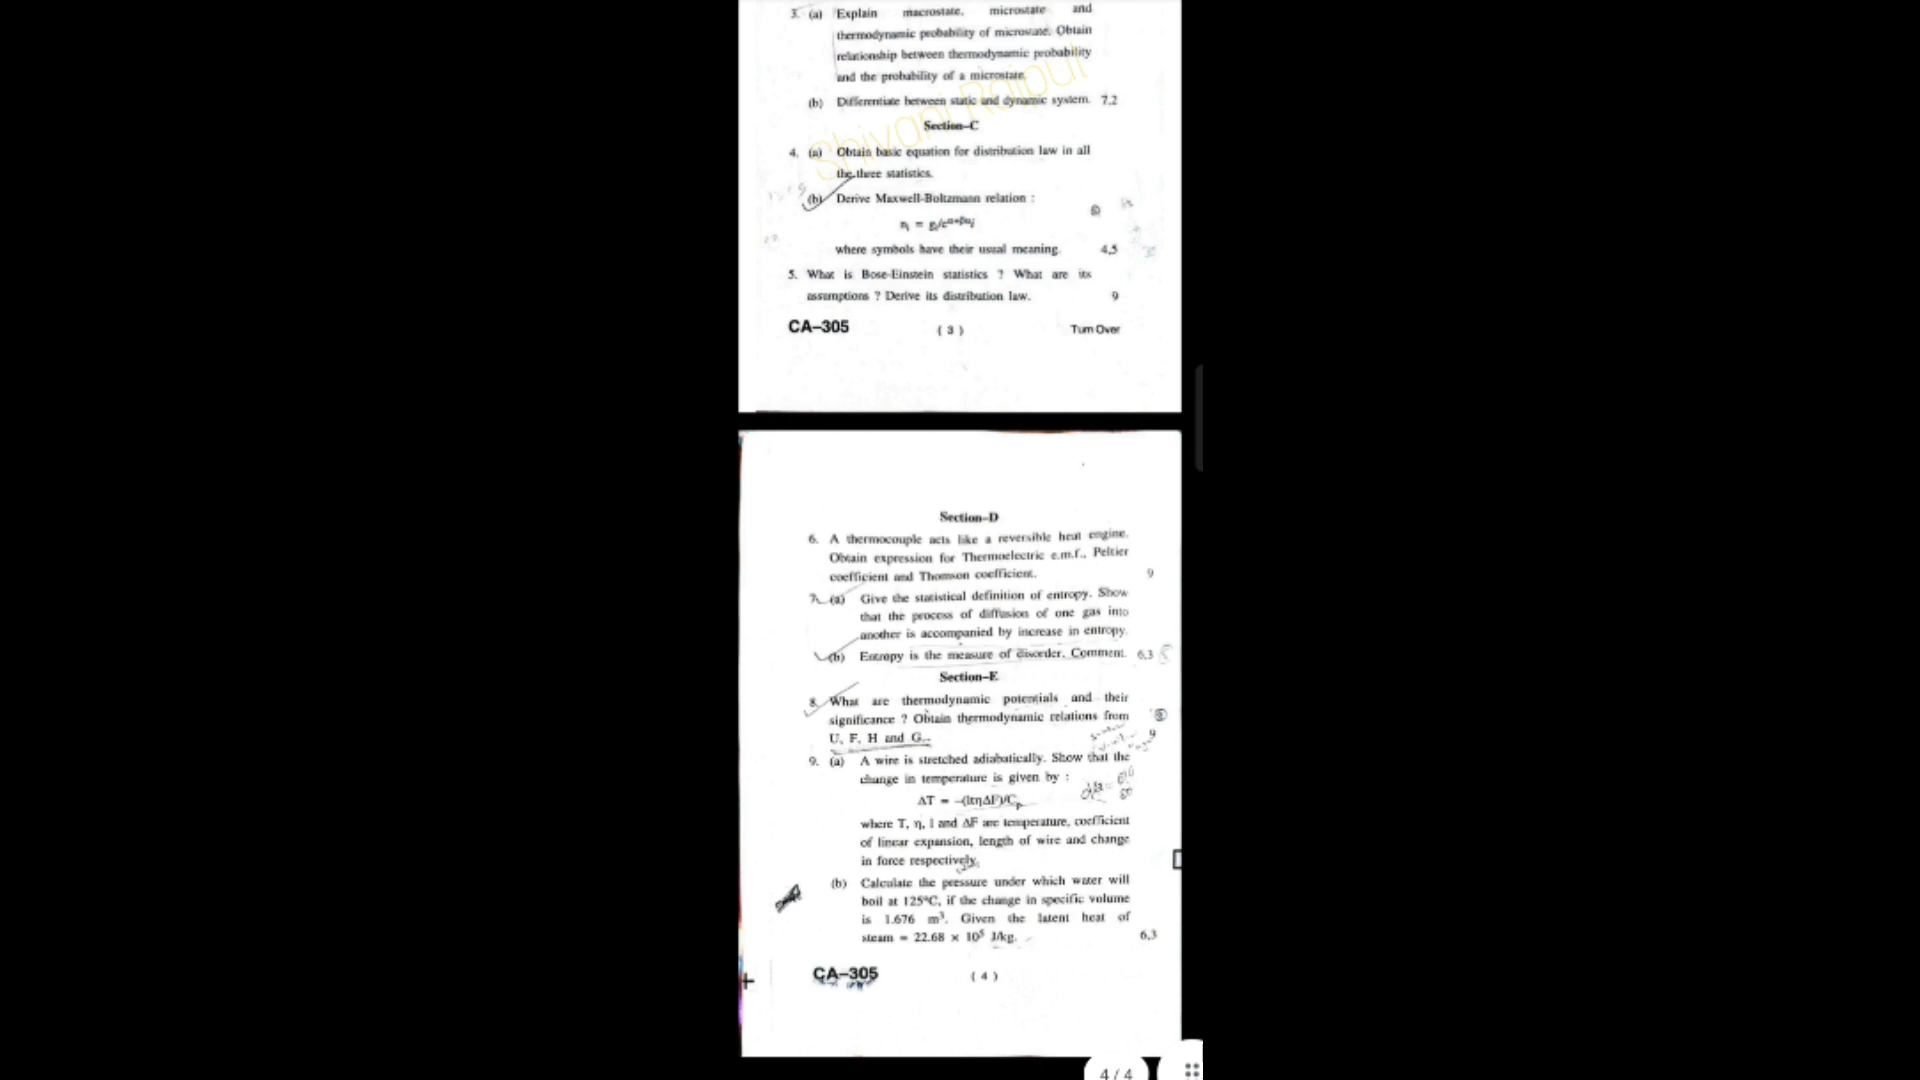 3. (a) Explain macrostate, microstate and
thermodynamic probability of microstate. Obtain
relationship between thermodynamic probability
and the probability of a microstate.
(b) Differentiate between static and dynamic system. 7,2
Shivani Rajput
Section–C
4. (a) Obtain basic equation for distribution law in all
the three statistics.
(b) Derive Maxwell-Boltzmann relation :
nᵢ = gᵢ/e^α+βuᵢ
where symbols have their usual meaning. 4,5
5. What is Bose-Einstein statistics ? What are its
assumptions ? Derive its distribution law. 9
CA–305 ( 3 ) Turn Over
Section–D
6. A thermocouple acts like a reversible heat engine.
Obtain expression for Thermoelectric e.m.f., Peltier
coefficient and Thomson coefficient. 9
7. (a) Give the statistical definition of entropy. Show
that the process of diffusion of one gas into
another is accompanied by increase in entropy.
(b) Entropy is the measure of disorder. Comment. 6,3
Section–E
8. What are thermodynamic potentials and their
significance ? Obtain thermodynamic relations from
U, F, H and G. 9
9. (a) A wire is stretched adiabatically. Show that the
change in temperature is given by :
ΔT = –(ltηΔF)/Cₚ
where T, η, l and ΔF are temperature, coefficient
of linear expansion, length of wire and change
in force respectively.
(b) Calculate the pressure under which water will
boil at 125°C, if the change in specific volume
is 1.676 m³. Given the latent heat of
steam = 22.68 × 10⁵ J/kg. 6,3
CA–305 ( 4 )
4 / 4